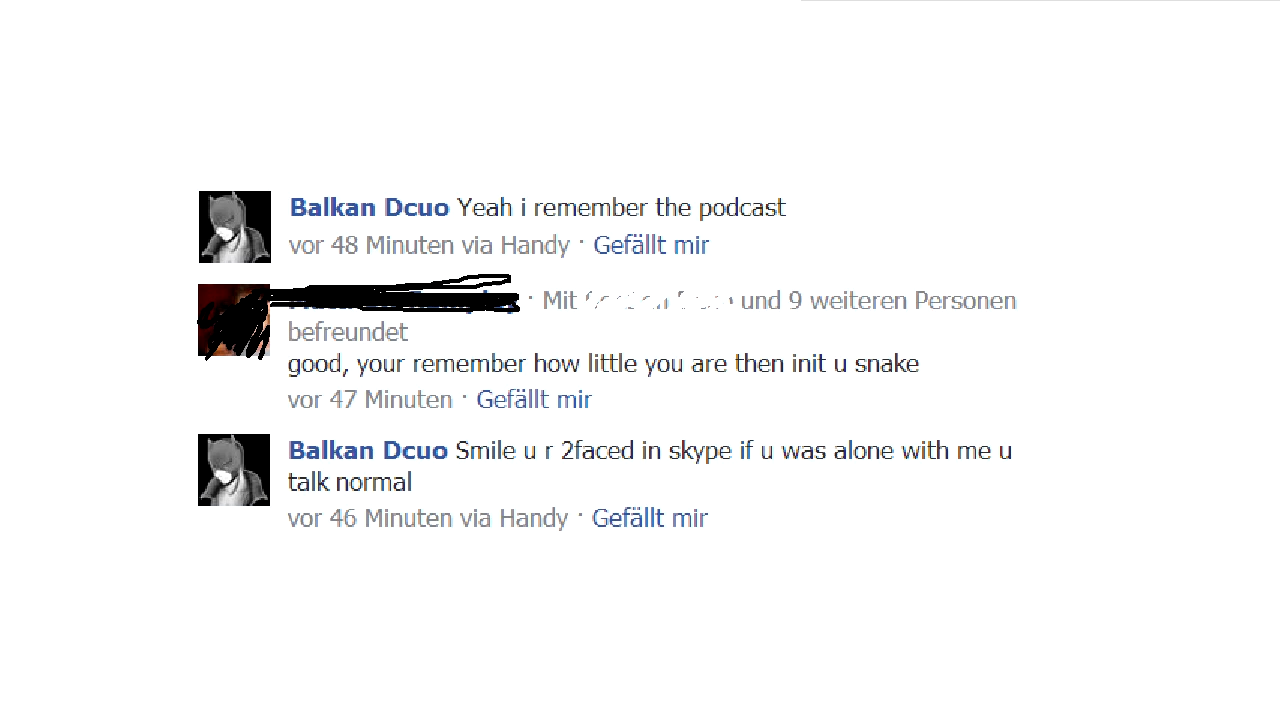 Balkan Dcuo Yeah i remember the podcast
vor 48 Minuten via Handy · Gefällt mir
· Mit und 9 weiteren Personen
befreundet
good, your remember how little you are then init u snake
vor 47 Minuten · Gefällt mir
Balkan Dcuo Smile u r 2faced in skype if u was alone with me u
talk normal
vor 46 Minuten via Handy · Gefällt mir